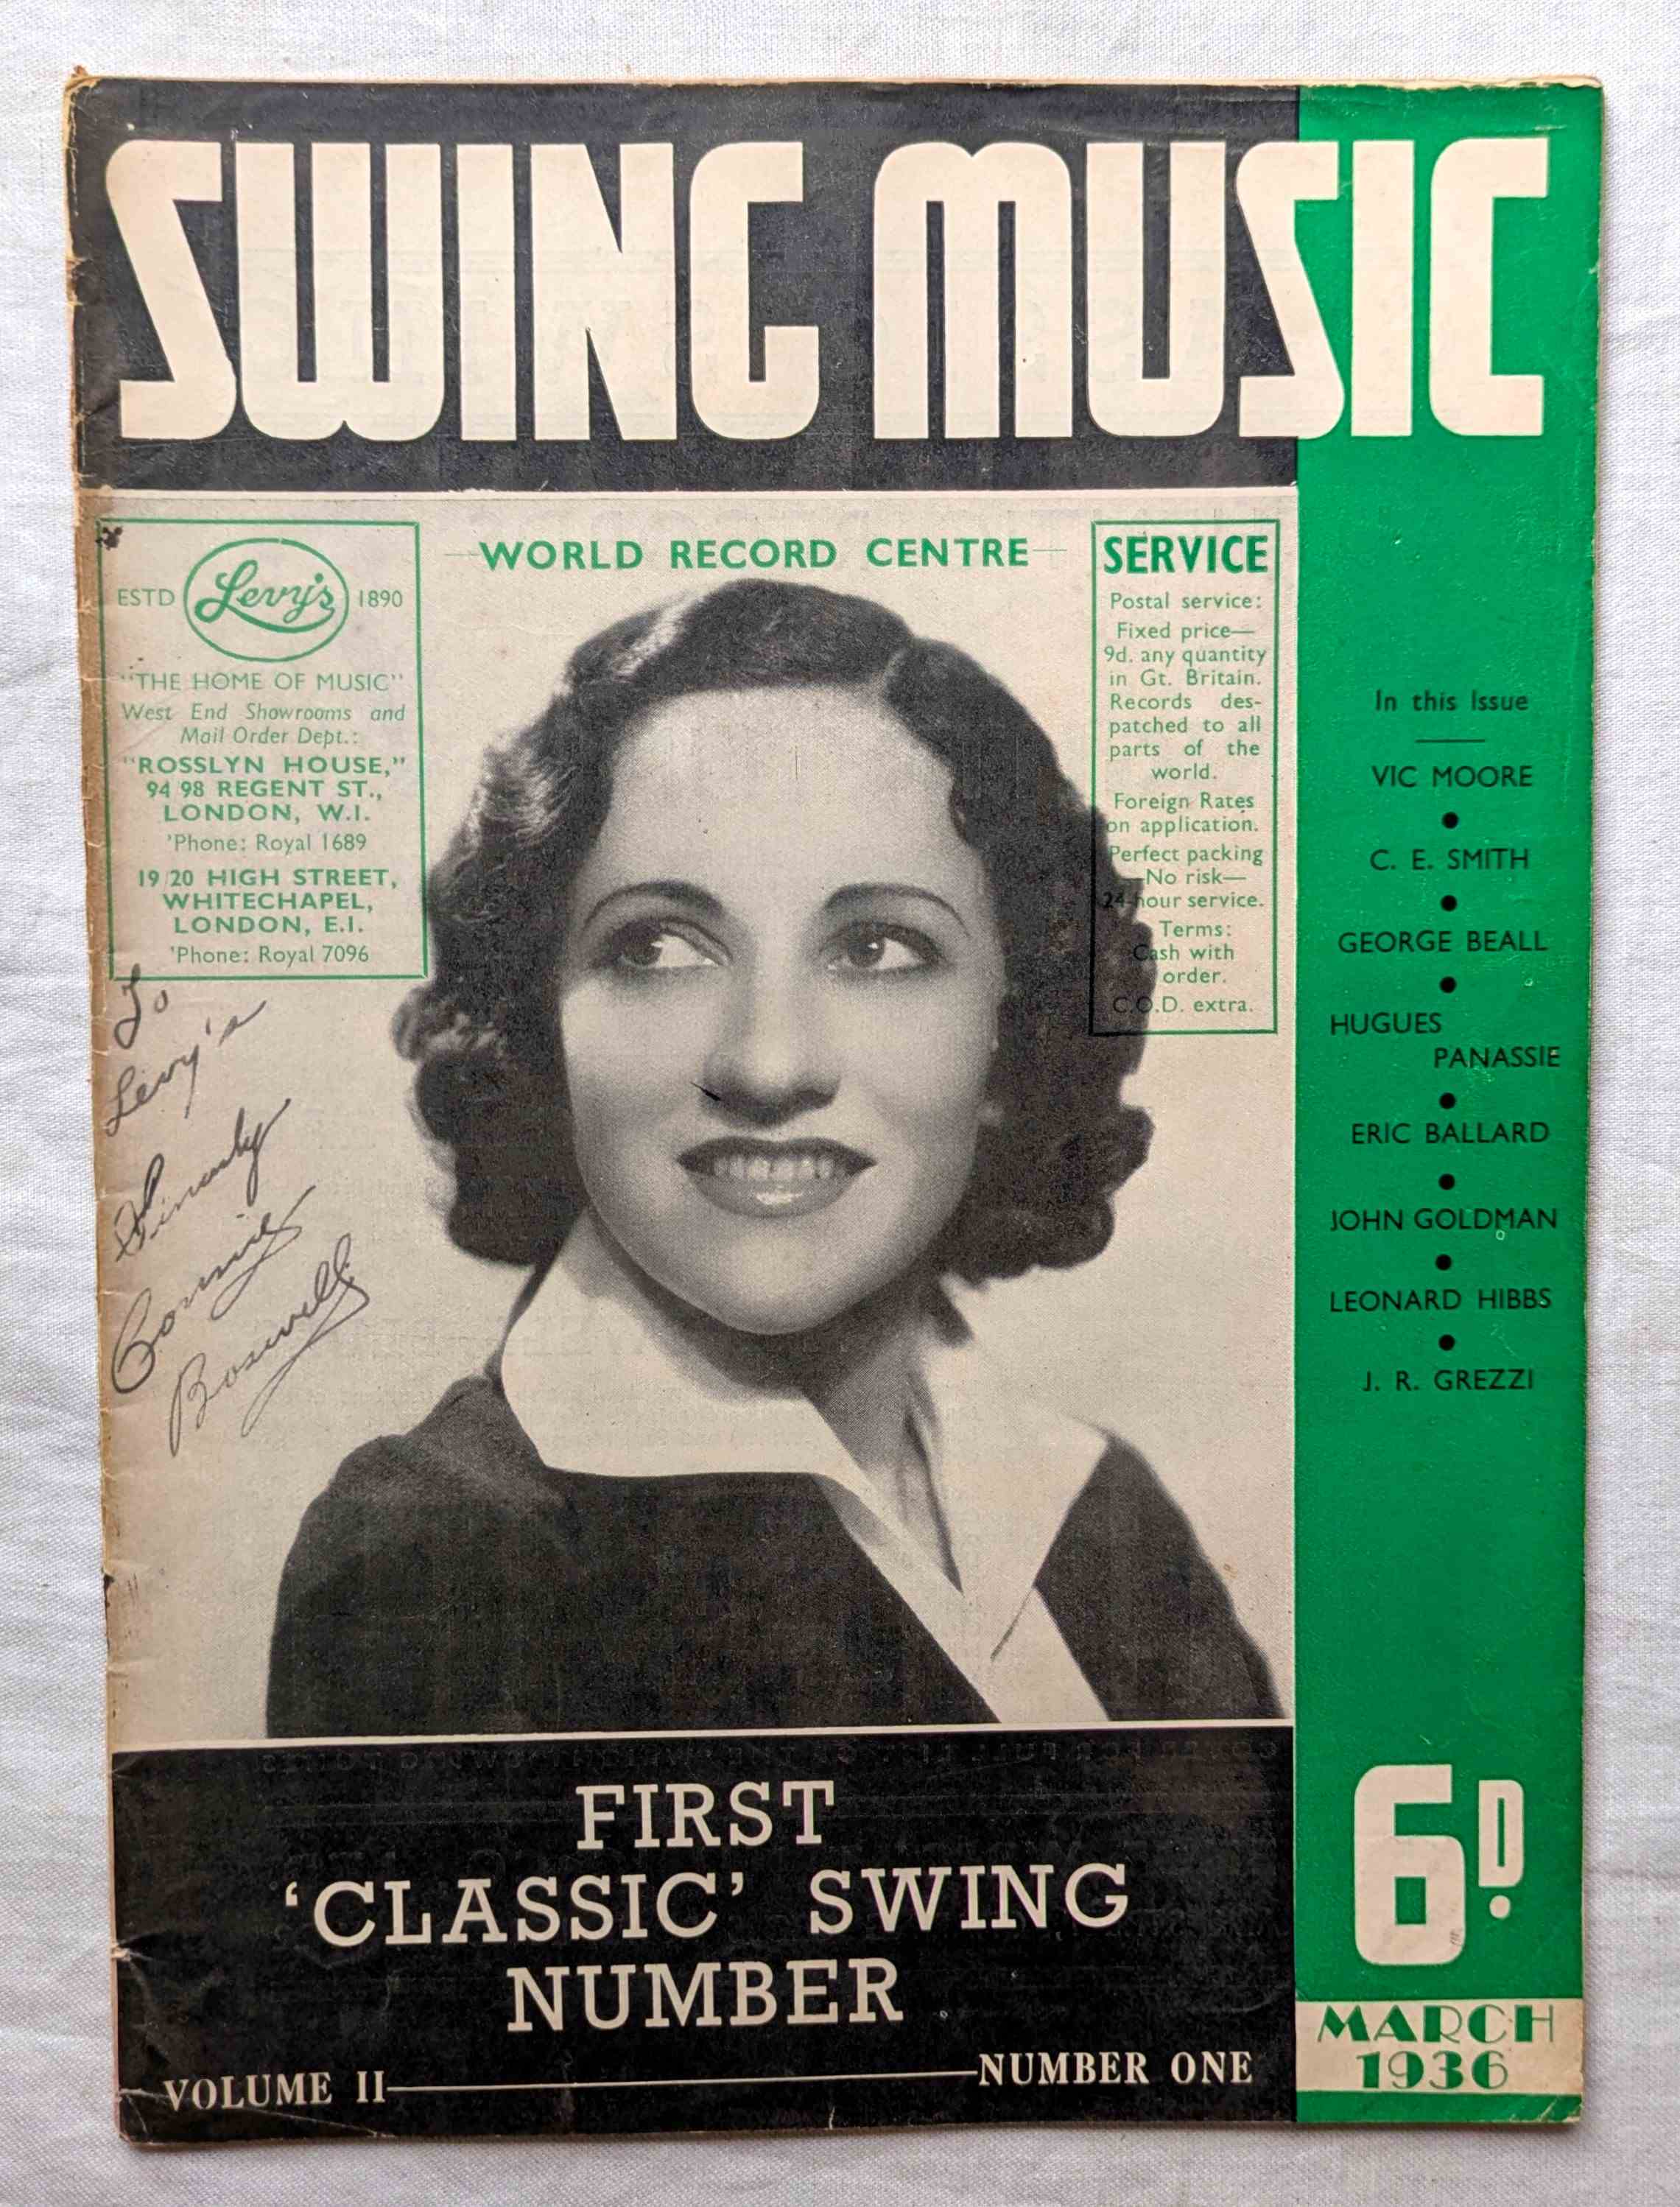 SWING MUSIC
WORLD RECORD CENTRE
ESTD Levy's 1890
"THE HOME OF MUSIC"
West End Showrooms and
Mail Order Dept.:
"ROSSLYN HOUSE,"
94 98 REGENT ST.,
LONDON, W.I.
'Phone: Royal 1689
19/20 HIGH STREET,
WHITECHAPEL,
LONDON, E.I.
'Phone: Royal 7096
To
Levy's
Sincerely
Connie
Boswell
SERVICE
Postal service:
Fixed price—
9d. any quantity
in Gt. Britain.
Records des-
patched to all
parts of the
world.
Foreign Rates
on application.
Perfect packing
—No risk—
24-hour service.
Terms:
Cash with
order.
C.O.D. extra.
In this Issue
VIC MOORE
•
C. E. SMITH
•
GEORGE BEALL
•
HUGUES
PANASSIE
•
ERIC BALLARD
•
JOHN GOLDMAN
•
LEONARD HIBBS
•
J. R. GREZZI
FIRST
'CLASSIC' SWING
NUMBER
VOLUME II—NUMBER ONE
6D.
MARCH
1936